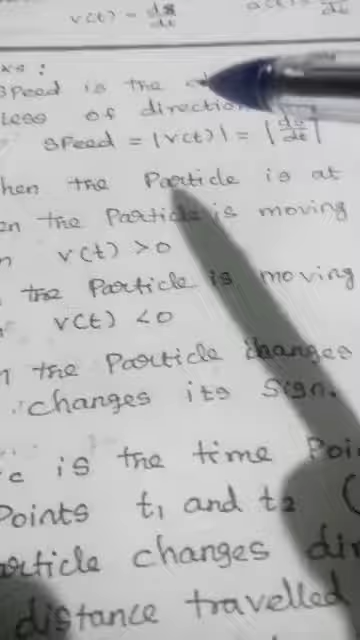 v(t) = ds/dt
speed is the
less of direction
speed = |v(t)| = |ds/dt|
hen the Particle is at
en the Particle is moving
v(t) > 0
the Particle is moving
v(t) < 0
the Particle changes
changes its Sign.
c is the time Poi
Points t₁ and t₂ (
article changes dir
distance travelled